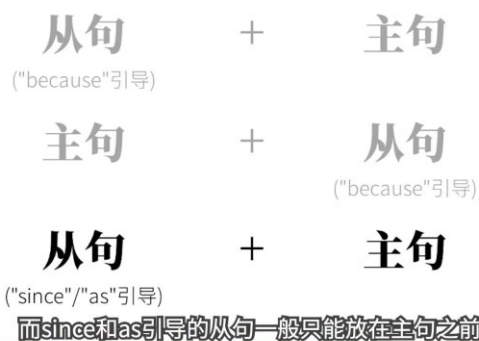 从句 + 主句
("because"引导)
主句 + 从句
("because"引导)
从句 + 主句
("since"/"as"引导)
而since和as引导的从句一般只能放在主句之前